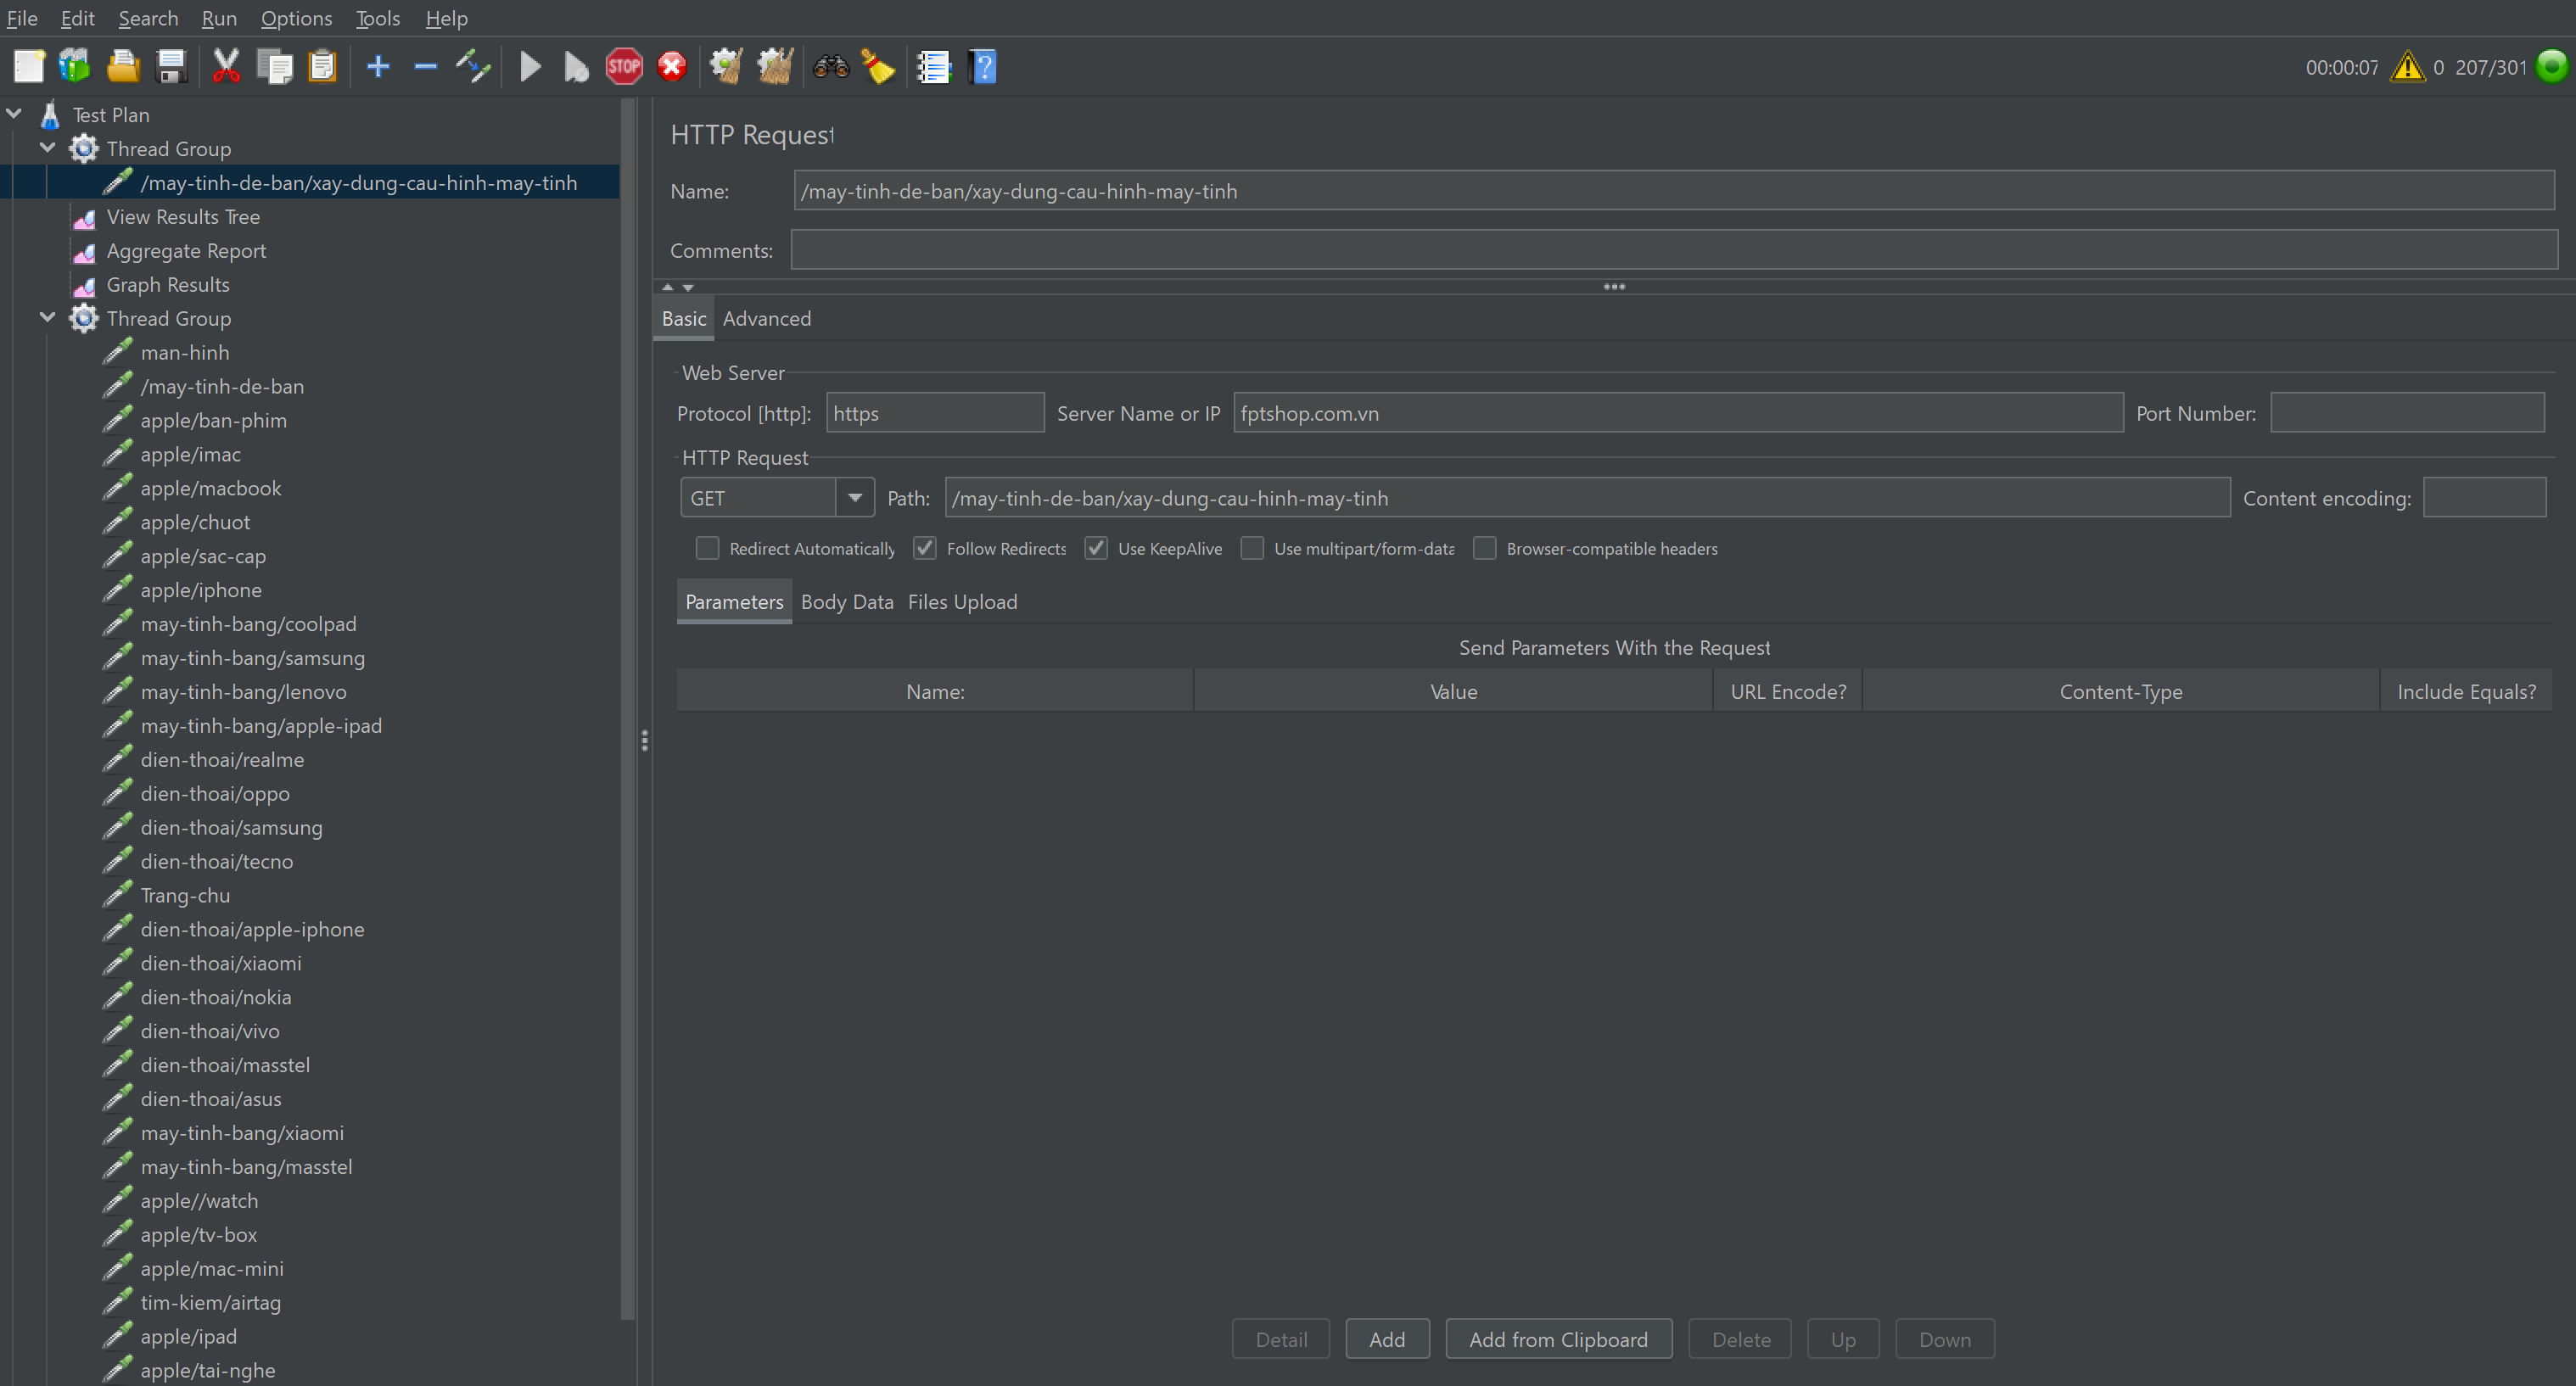 File Edit Search Run Options Tools Help
STOP ? 00:00:07 0 207/301
Test Plan
Thread Group
/may-tinh-de-ban/xay-dung-cau-hinh-may-tinh
View Results Tree
Aggregate Report
Graph Results
Thread Group
man-hinh
/may-tinh-de-ban
apple/ban-phim
apple/imac
apple/macbook
apple/chuot
apple/sac-cap
apple/iphone
may-tinh-bang/coolpad
may-tinh-bang/samsung
may-tinh-bang/lenovo
may-tinh-bang/apple-ipad
dien-thoai/realme
dien-thoai/oppo
dien-thoai/samsung
dien-thoai/tecno
Trang-chu
dien-thoai/apple-iphone
dien-thoai/xiaomi
dien-thoai/nokia
dien-thoai/vivo
dien-thoai/masstel
dien-thoai/asus
may-tinh-bang/xiaomi
may-tinh-bang/masstel
apple//watch
apple/tv-box
apple/mac-mini
tim-kiem/airtag
apple/ipad
apple/tai-nghe
HTTP Request
Name: /may-tinh-de-ban/xay-dung-cau-hinh-may-tinh
Comments:
Basic Advanced
Web Server
Protocol [http]: https Server Name or IP fptshop.com.vn Port Number:
HTTP Request
GET Path: /may-tinh-de-ban/xay-dung-cau-hinh-may-tinh Content encoding:
Redirect Automatically Follow Redirects Use KeepAlive Use multipart/form-data Browser-compatible headers
Parameters Body Data Files Upload
Send Parameters With the Request
Name: Value URL Encode? Content-Type Include Equals?
Detail Add Add from Clipboard Delete Up Down